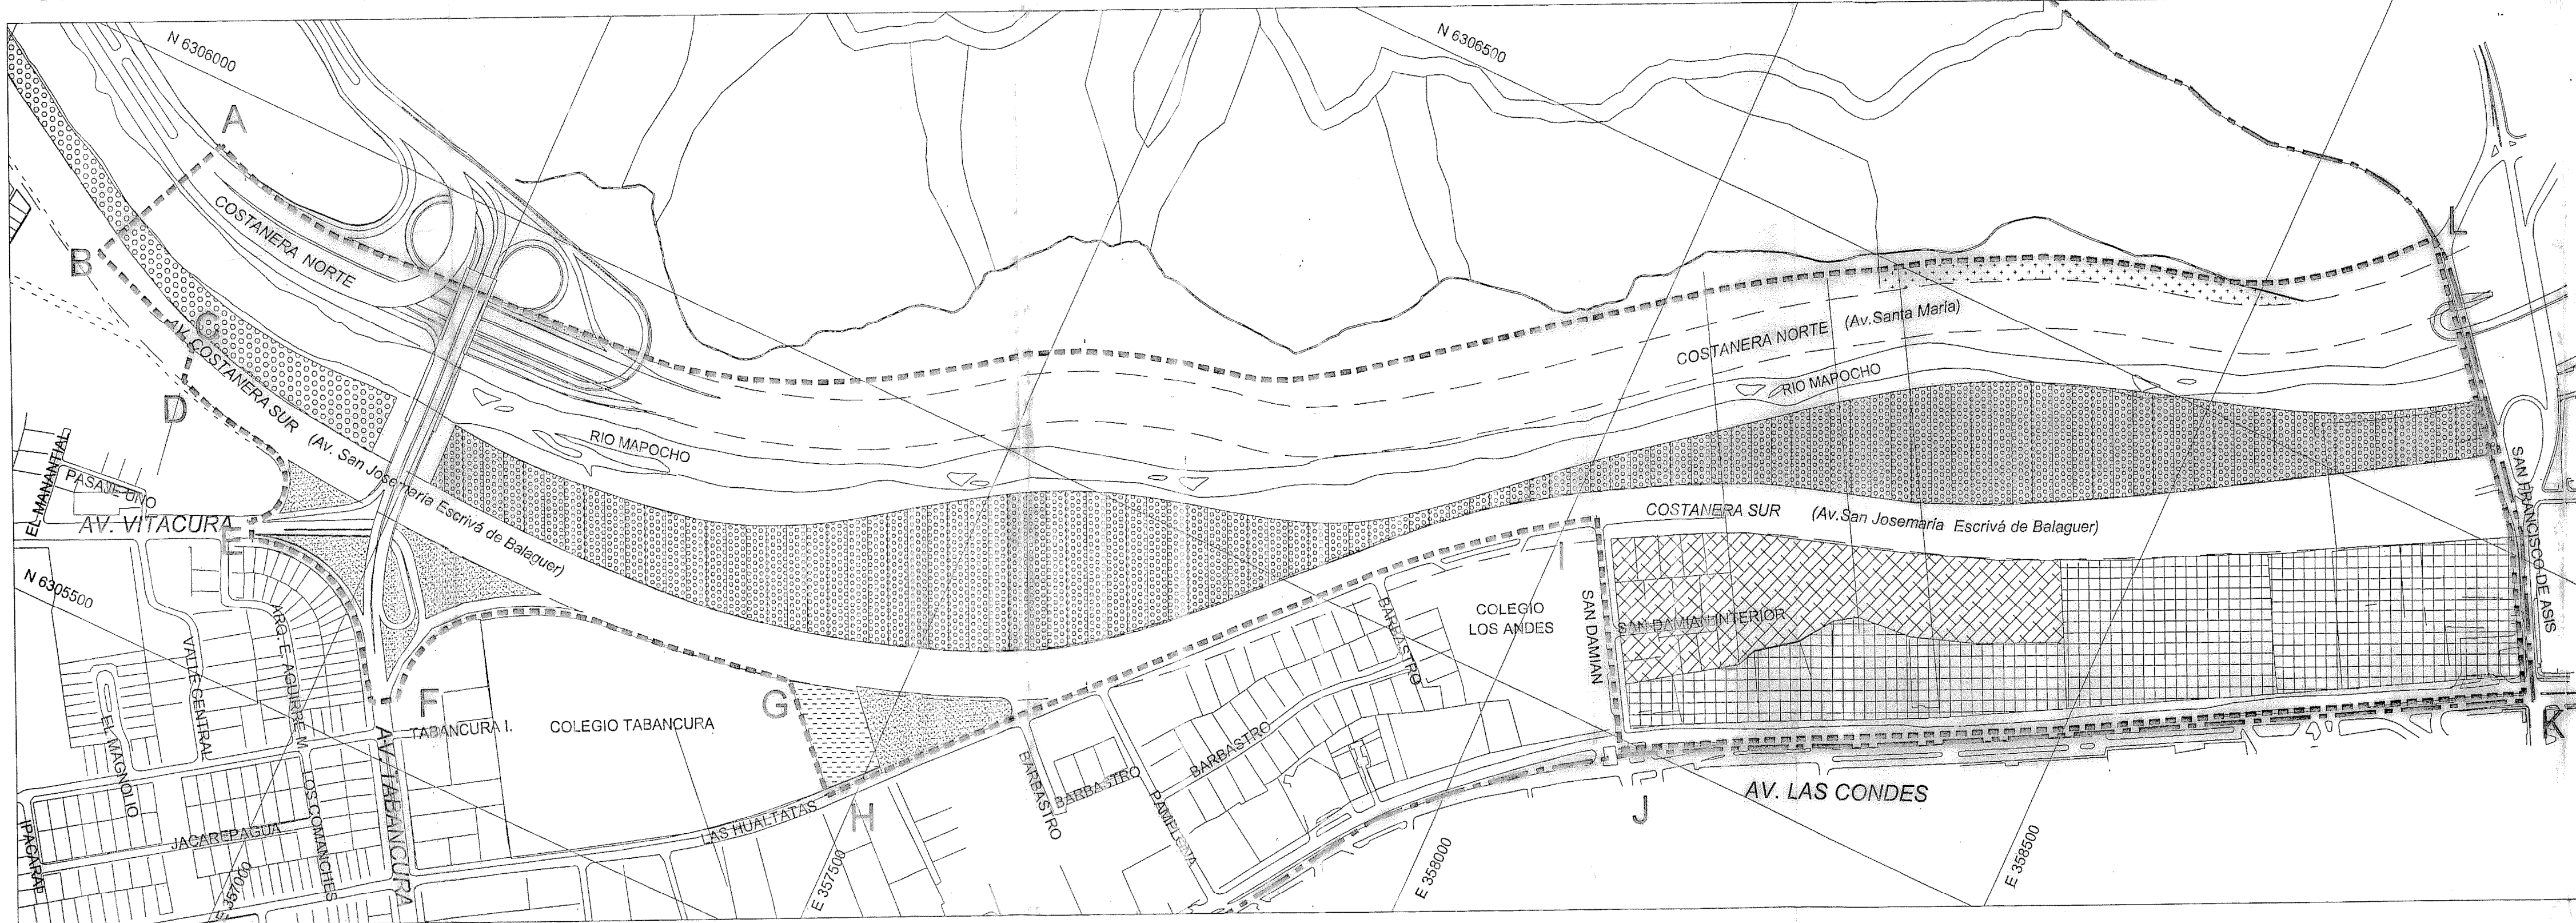 N 6306000
N 6306500
A
B
C
D
E
F
G
H
I
J
K
L
COSTANERA NORTE
AV. COSTANERA SUR (Av. San Josemaría Escrivá de Balaguer)
RIO MAPOCHO
COSTANERA NORTE (Av.Santa María)
RIO MAPOCHO
COSTANERA SUR (Av.San Josemaría Escrivá de Balaguer)
SAN FRANCISCO DE ASIS
EL MANANTIAL
PASAJE UNO
AV. VITACURA
N 6305500
VALLE CENTRAL
ARQ. E. AGUIRRE M.
EL MAGNOLIO
LOS COMANCHES
JACAREPAGUA
IPACARAI
E 357000
AV. TABANCURA
TABANCURA I.
COLEGIO TABANCURA
LAS HUALTATAS
E 357500
BARBASTRO
BARBASTRO
PAMPLONA
BARBASTRO
BARBASTRO
COLEGIO
LOS ANDES
SAN DAMIAN
SAN DAMIAN INTERIOR
AV. LAS CONDES
E 358000
E 358500